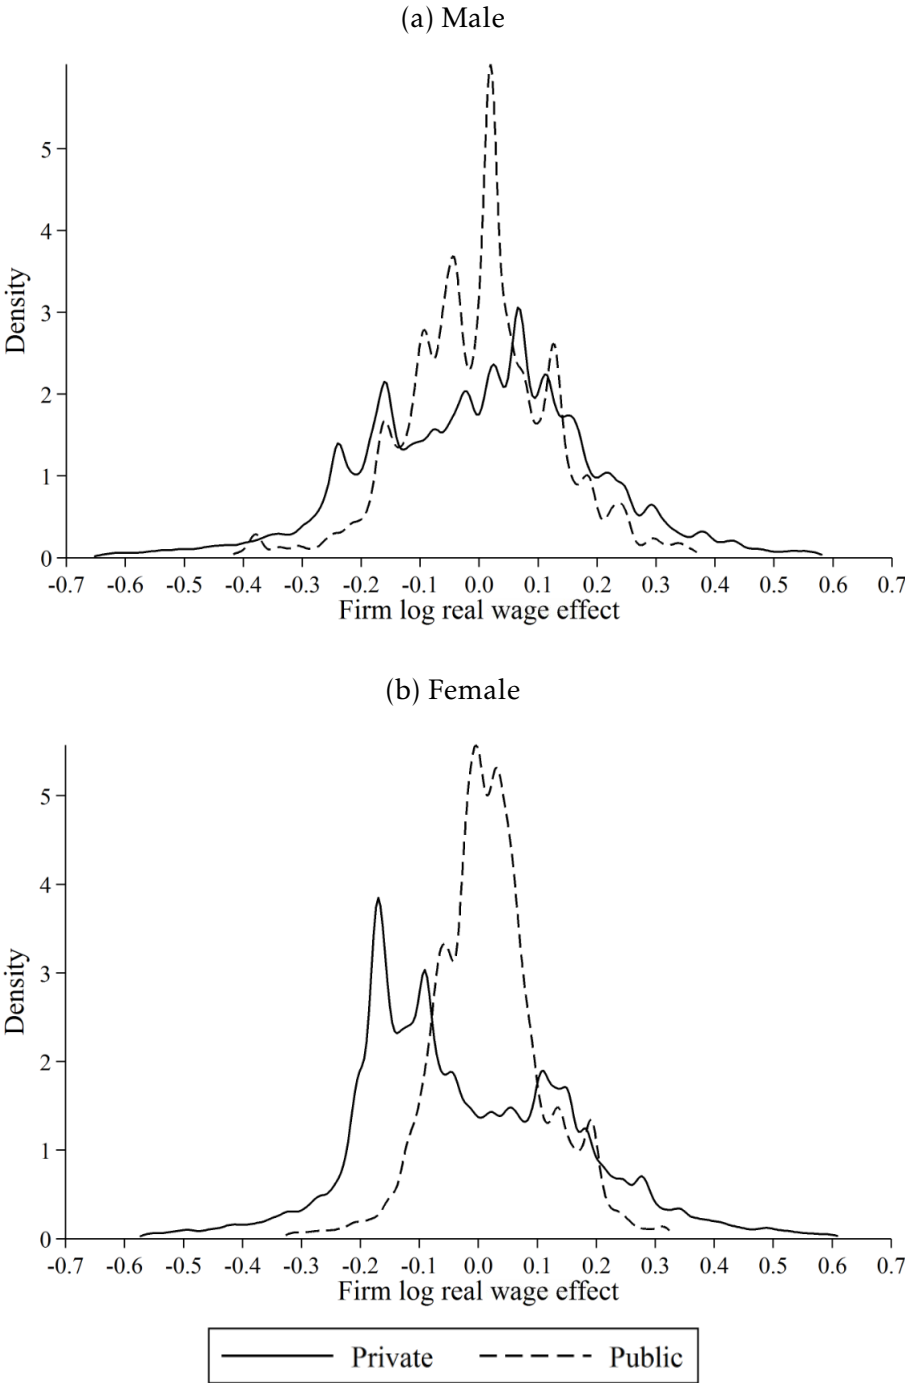 (a) Male
Density
5
4
3
2
1
0
-0.7 -0.6 -0.5 -0.4 -0.3 -0.2 -0.1 0.0 0.1 0.2 0.3 0.4 0.5 0.6 0.7
Firm log real wage effect
(b) Female
Density
5
4
3
2
1
0
-0.7 -0.6 -0.5 -0.4 -0.3 -0.2 -0.1 0.0 0.1 0.2 0.3 0.4 0.5 0.6 0.7
Firm log real wage effect
Private Public